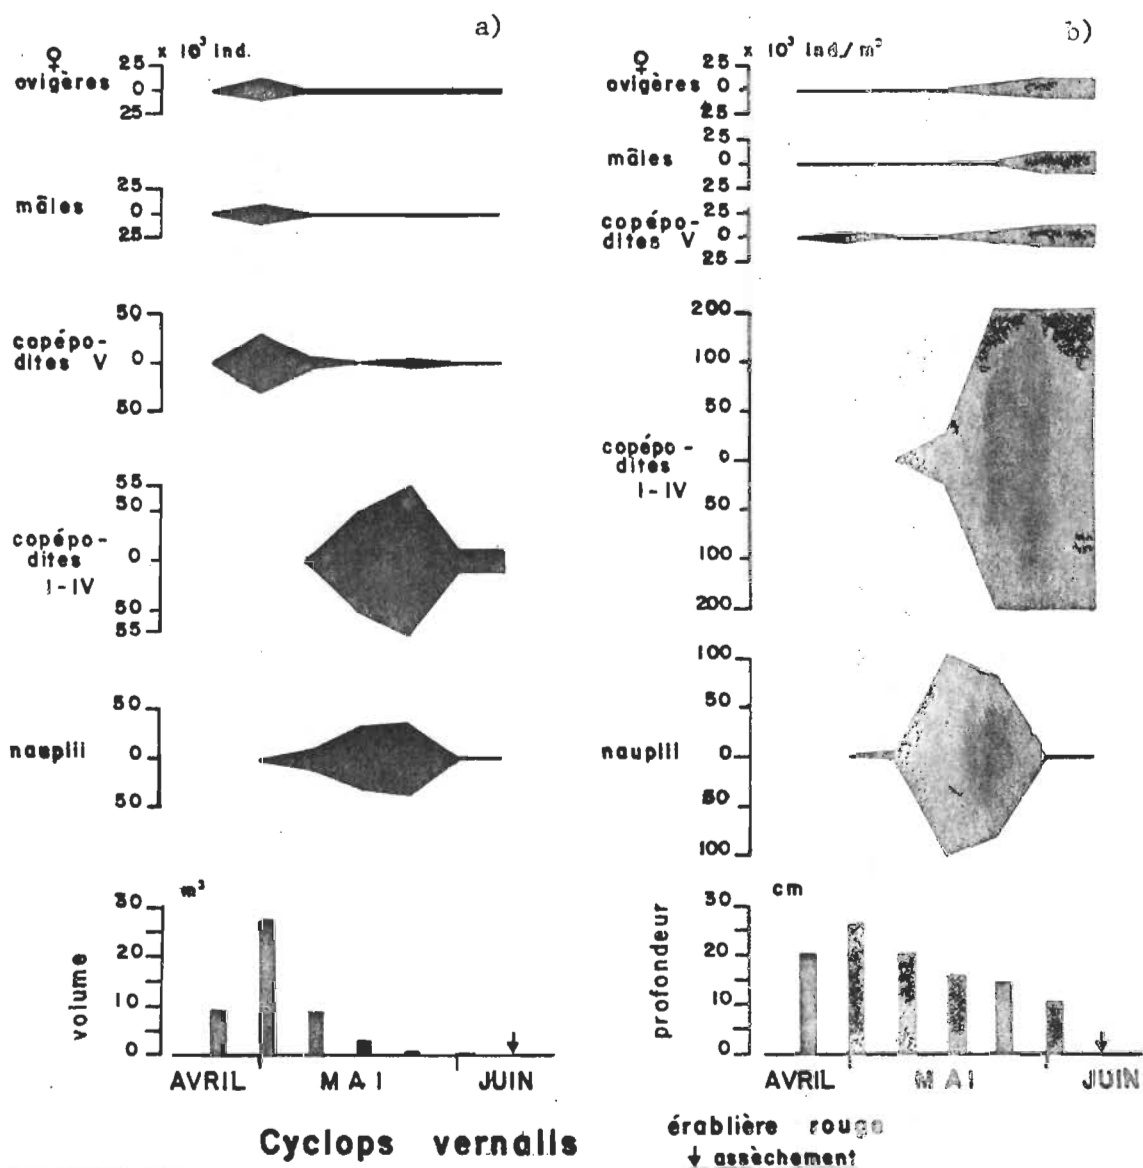 a)
♀ x 10³ ind.
ovigères
25
0
25
mâles
25
0
25
copépo-
dites V
50
0
50
copépo-
dites
I-IV
55
50
0
50
55
nauplii
50
0
50
m³
volume
30
20
10
0
AVRIL MAI JUIN
b)
♀ x 10³ ind./m³
ovigères
25
0
25
mâles
25
0
25
copépo-
dites V
25
0
25
copépo-
dites
I-IV
200
100
50
0
50
100
200
nauplii
100
50
0
50
100
cm
profondeur
30
20
10
0
AVRIL MAI JUIN
Cyclops vernalis
érablière rouge
↓ assèchement